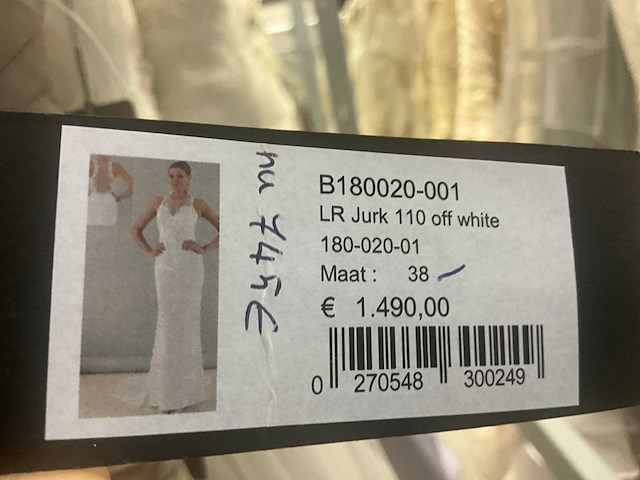 nu 745€
B180020-001
LR Jurk 110 off white
180-020-01
Maat : 38
€ 1.490,00
0 270548 300249